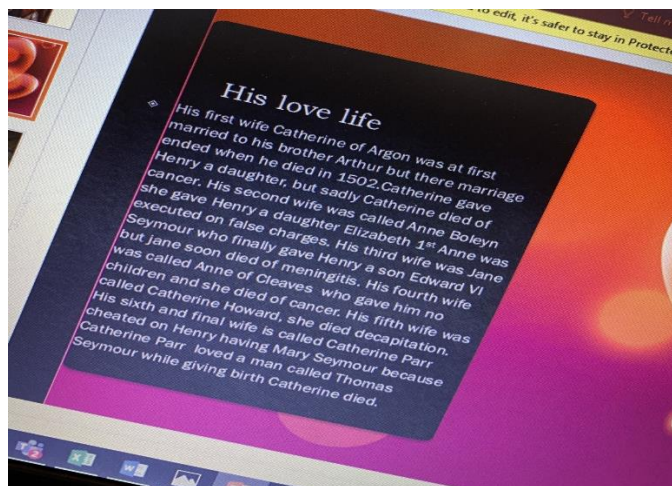 to edit, it's safer to stay in Protect
Tell m
His love life
His first wife Catherine of Argon was at first
married to his brother Arthur but there marriage
ended when he died in 1502.Catherine gave
Henry a daughter, but sadly Catherine died of
cancer. His second wife was called Anne Boleyn
she gave Henry a daughter Elizabeth 1st Anne was
executed on false charges. His third wife was Jane
Seymour who finally gave Henry a son Edward VI
but jane soon died of meningitis. His fourth wife
was called Anne of Cleaves who gave him no
children and she died of cancer. His fifth wife was
called Catherine Howard, she died decapitation.
His sixth and final wife is called Catherine Parr
cheated on Henry having Mary Seymour because
Catherine Parr loved a man called Thomas
Seymour while giving birth Catherine died.
2